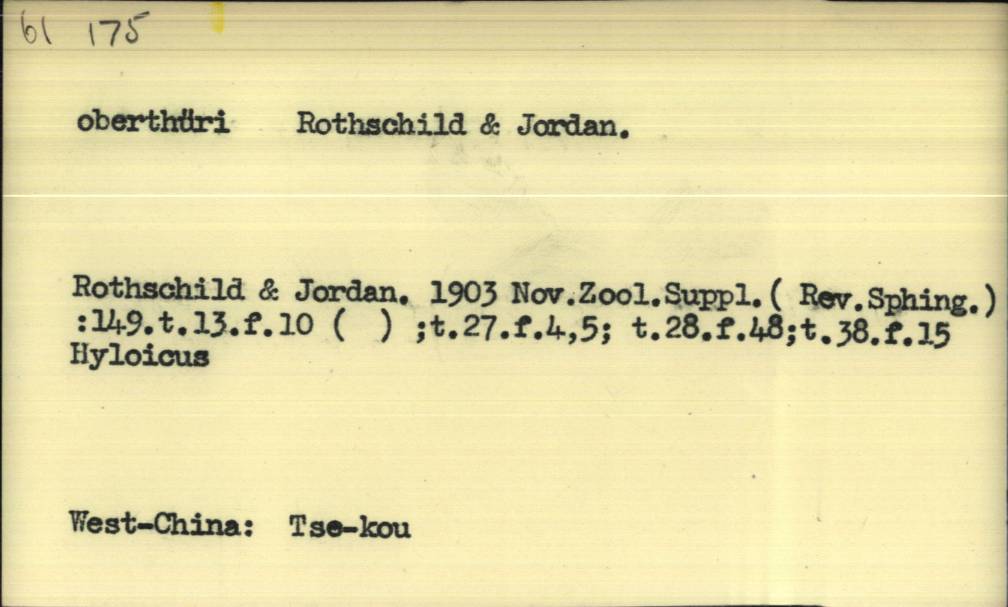 61 175
oberthüri Rothschild & Jordan.
Rothschild & Jordan. 1903 Nov.Zool.Suppl.( Rev.Sphing.)
:149.t.13.f.10 ( ) ;t.27.f.4,5; t.28.f.48;t.38.f.15
Hyloicus
West-China: Tse-kou